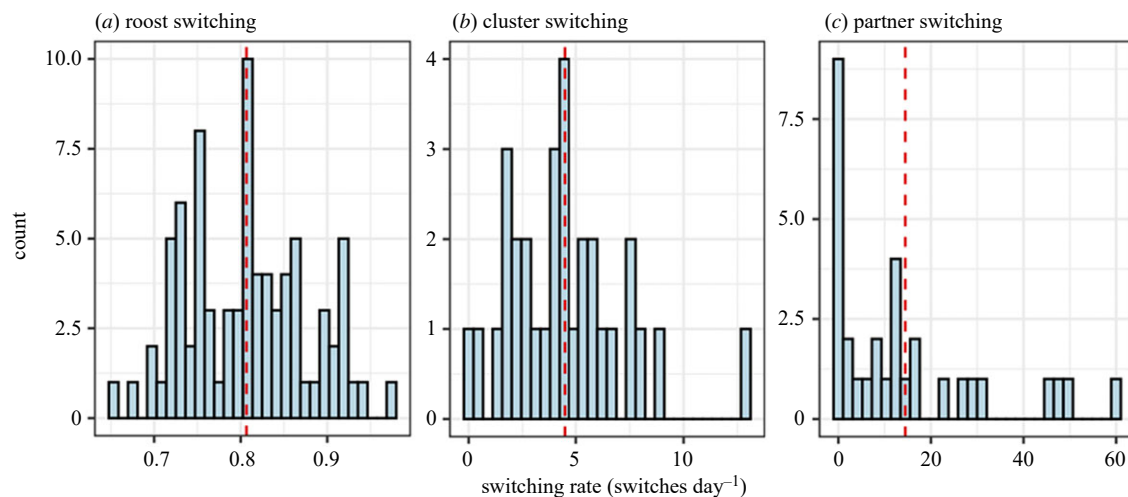 (a) roost switching
(b) cluster switching
(c) partner switching
count
10.0
7.5
5.0
2.5
0
0.7 0.8 0.9
4
3
2
1
0
0 5 10
7.5
5.0
2.5
0
0 20 40 60
switching rate (switches day⁻¹)